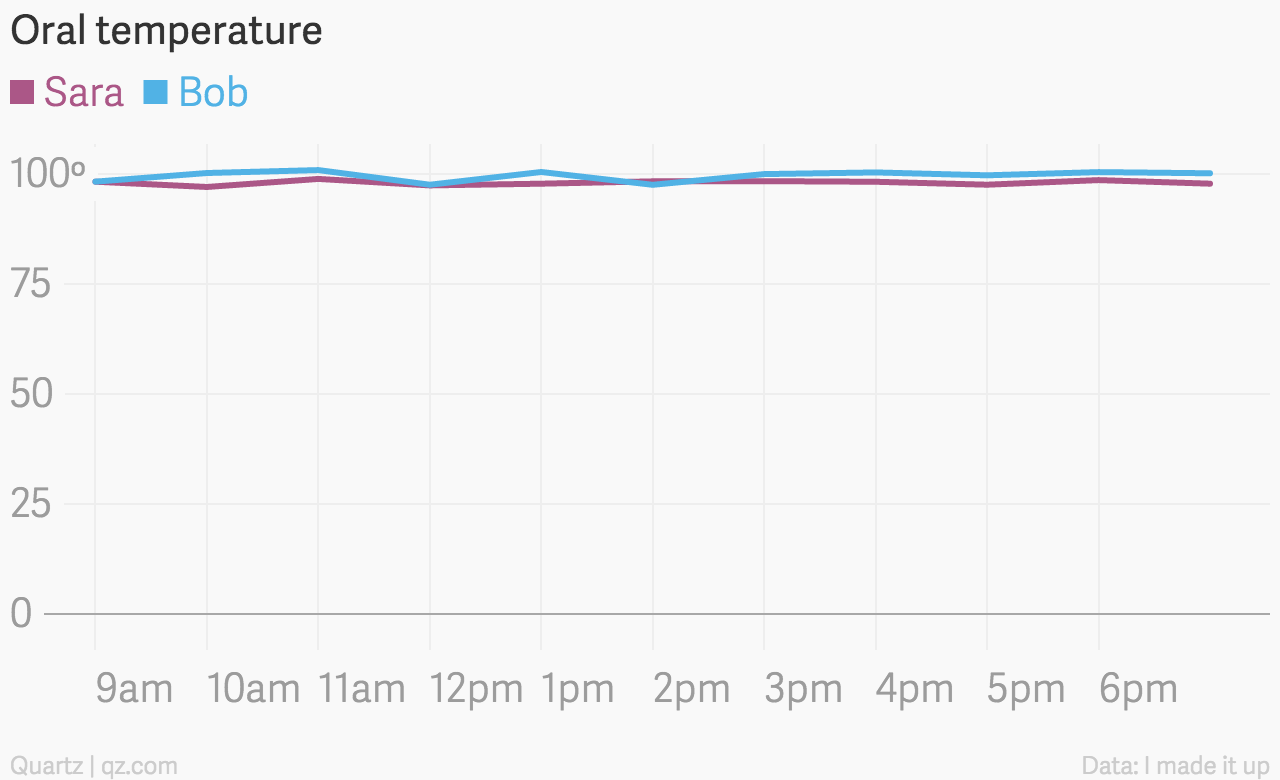 Oral temperature
Sara Bob
100º
75
50
25
0
9am 10am 11am 12pm 1pm 2pm 3pm 4pm 5pm 6pm
Quartz | qz.com Data: I made it up